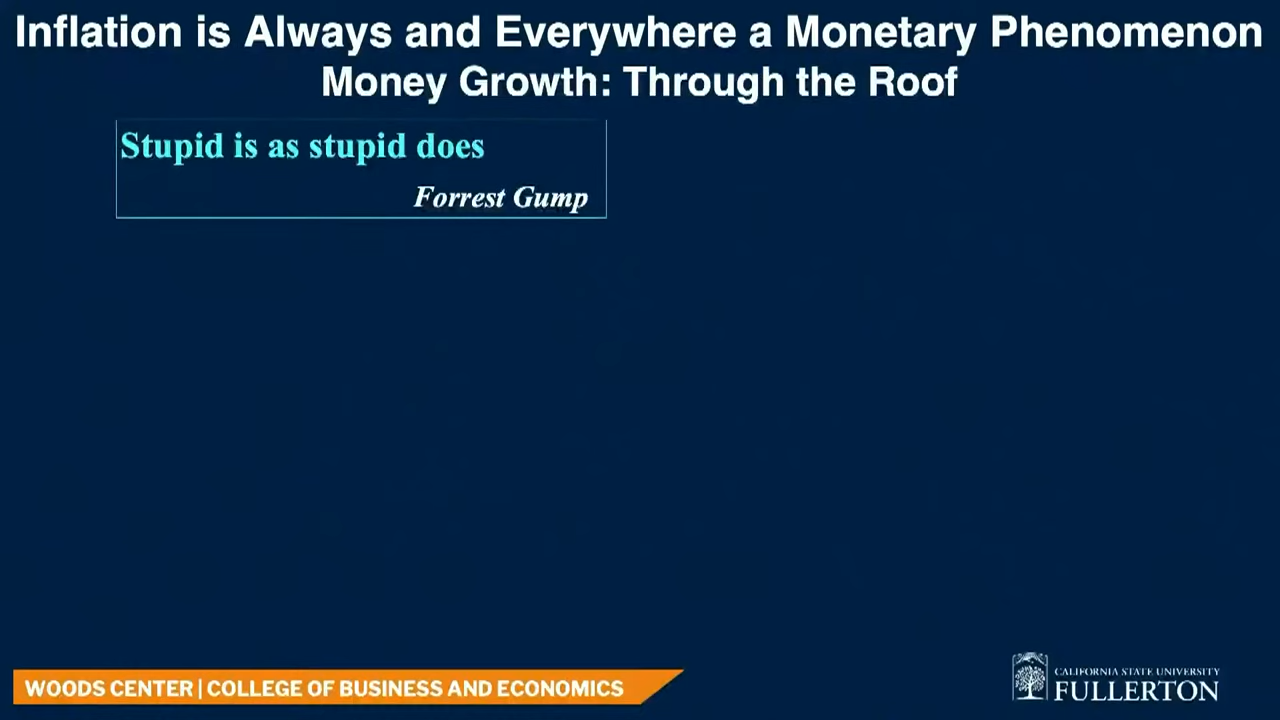 Inflation is Always and Everywhere a Monetary Phenomenon
Money Growth: Through the Roof
Stupid is as stupid does
Forrest Gump
WOODS CENTER | COLLEGE OF BUSINESS AND ECONOMICS
CALIFORNIA STATE UNIVERSITY
FULLERTON